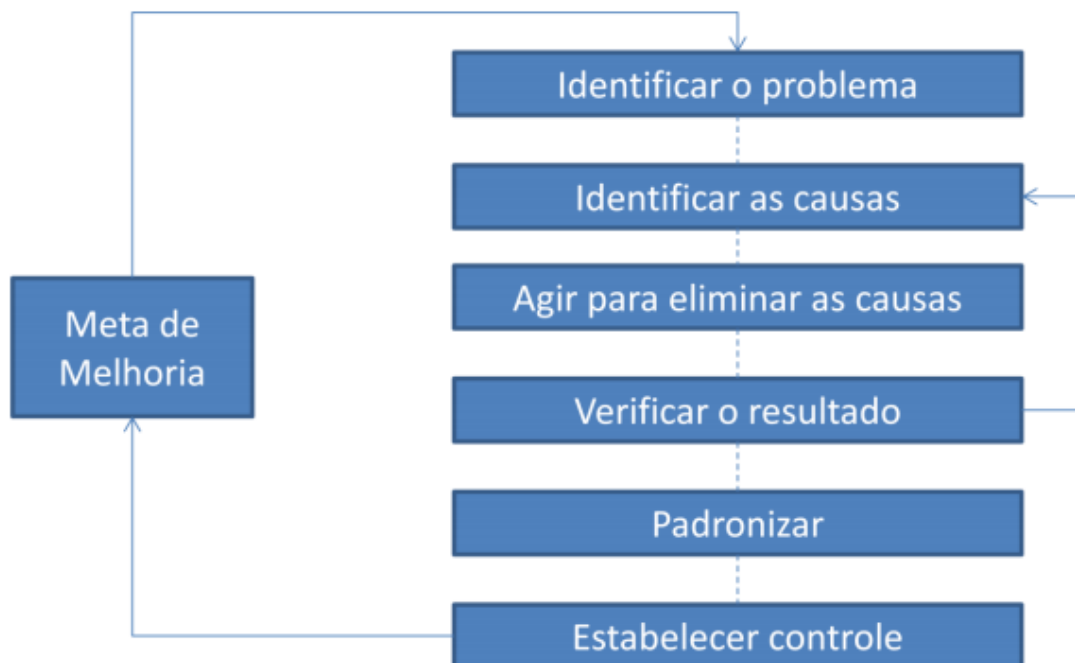 Identificar o problema
Identificar as causas
Agir para eliminar as causas
Meta de
Melhoria
Verificar o resultado
Padronizar
Estabelecer controle